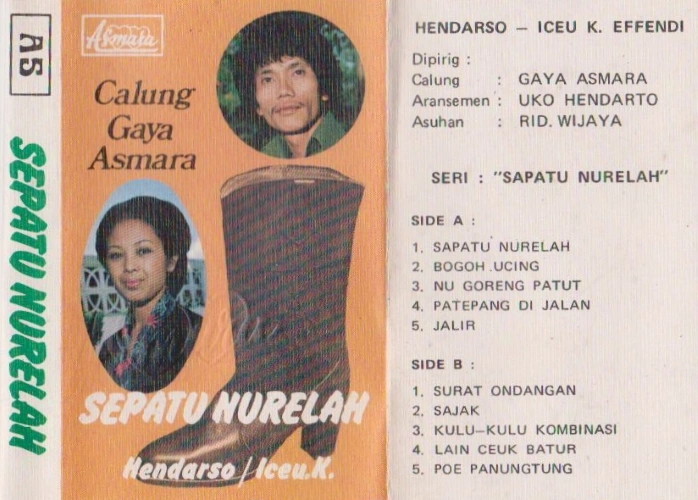 A5
SEPATU NURELAH
Asmara
Calung
Gaya
Asmara
SEPATU NURELAH
Hendarso / Iceu.K.
HENDARSO – ICEU K. EFFENDI
Dipirig :
Calung : GAYA ASMARA
Aransemen : UKO HENDARTO
Asuhan : RID. WIJAYA
SERI : "SAPATU NURELAH"
SIDE A :
1. SAPATU NURELAH
2. BOGOH UCING
3. NU GORENG PATUT
4. PATEPANG DI JALAN
5. JALIR
SIDE B :
1. SURAT ONDANGAN
2. SAJAK
3. KULU–KULU KOMBINASI
4. LAIN CEUK BATUR
5. POE PANUNGTUNG